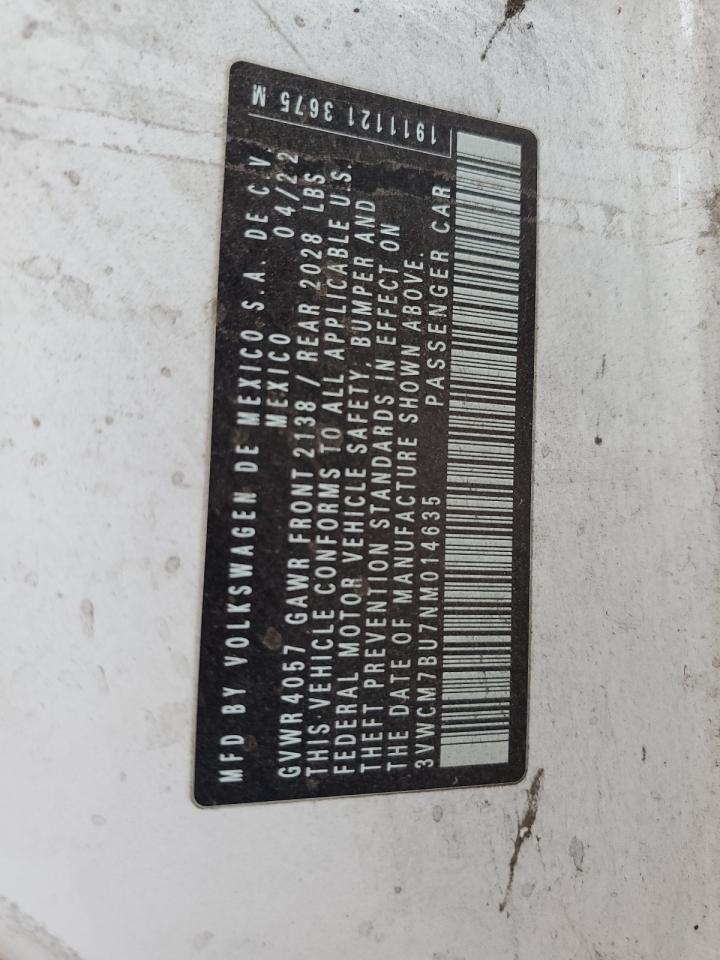 MFD BY VOLKSWAGEN DE MEXICO S.A. DE C.V.
MEXICO 04/22
GVWR4057 GAWR FRONT 2138 / REAR 2028 LBS
THIS VEHICLE CONFORMS TO ALL APPLICABLE U.S.
FEDERAL MOTOR VEHICLE SAFETY, BUMPER AND
THEFT PREVENTION STANDARDS IN EFFECT ON
THE DATE OF MANUFACTURE SHOWN ABOVE.
3VWCM7BU7NM014635 PASSENGER CAR
1911121 3675 M